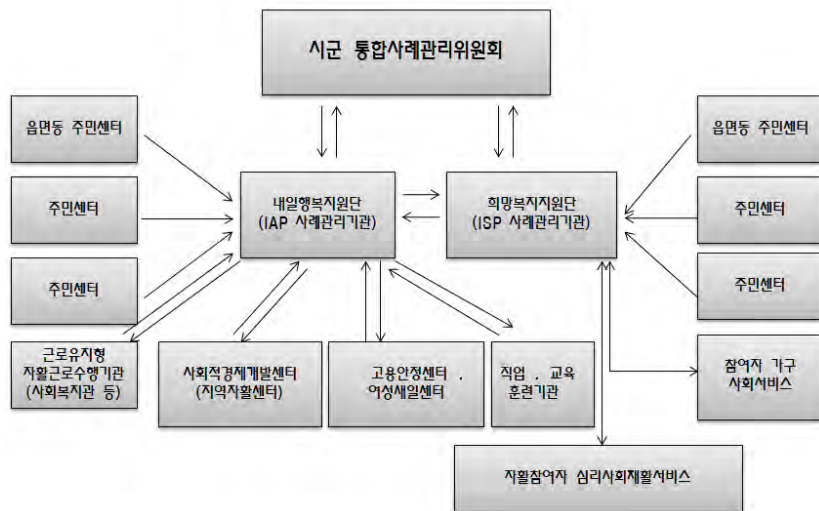 시군 통합사례관리위원회
읍면동 주민센터
읍면동 주민센터
내일행복지원단
(IAP 사례관리기관)
희망복지지원단
(ISP 사례관리기관)
주민센터
주민센터
주민센터
주민센터
근로유지형
자활근로수행기관
(사회복지관 등)
사회적경제개발센터
(지역자활센터)
고용안정센터 .
여성새일센터
직업 . 교육
훈련기관
참여자 가구
사회서비스
자활참여자 심리사회재활서비스